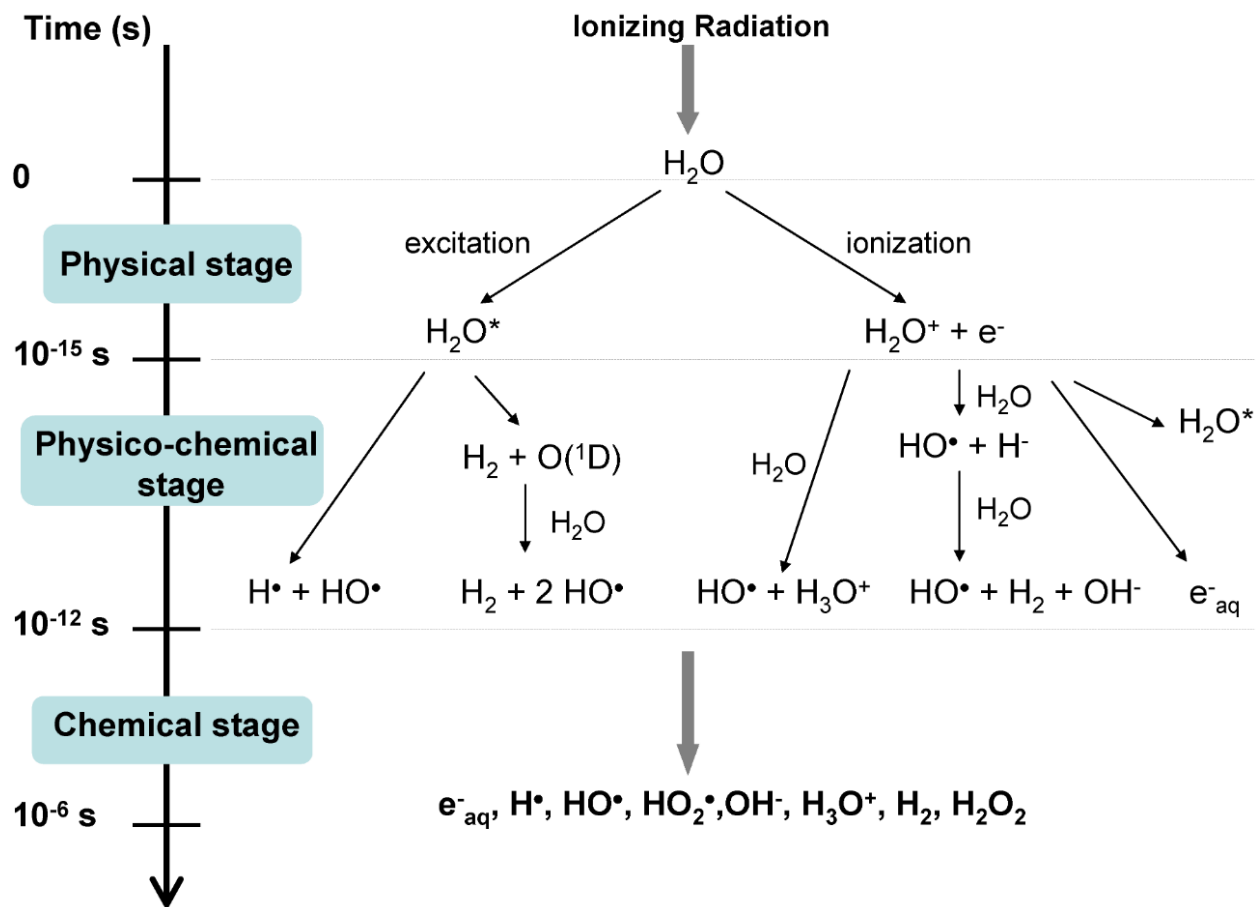 Time (s)
Ionizing Radiation
H₂O
0
excitation
ionization
Physical stage
H₂O*
H₂O⁺ + e⁻
10⁻¹⁵ s
H₂O
H₂O*
Physico-chemical
stage
H₂ + O(¹D)
HO• + H⁻
H₂O
H₂O
H₂O
H• + HO•
H₂ + 2 HO•
HO• + H₃O⁺
HO• + H₂ + OH⁻
e⁻aq
10⁻¹² s
Chemical stage
10⁻⁶ s
e⁻aq, H•, HO•, HO₂•,OH⁻, H₃O⁺, H₂, H₂O₂